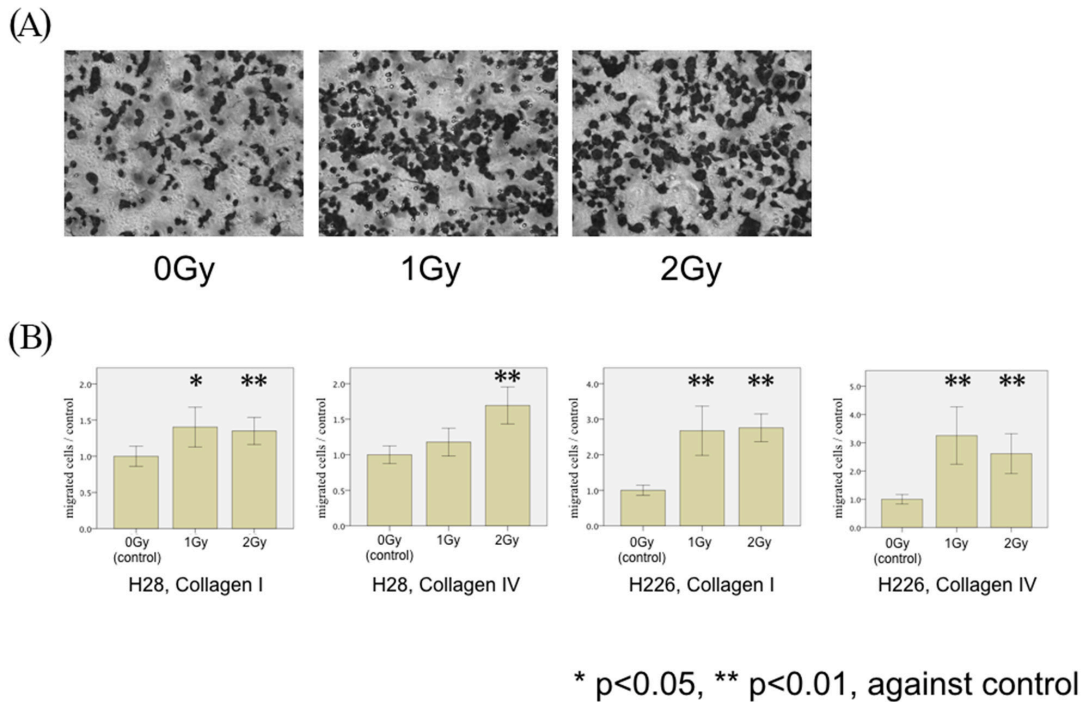 (A)
0Gy
1Gy
2Gy
(B)
migrated cells / control
2.0
1.5
1.0
0.5
0.0
*
**
0Gy
(control)
1Gy
2Gy
H28, Collagen I
migrated cells / control
2.0
1.5
1.0
0.5
0.0
**
0Gy
(control)
1Gy
2Gy
H28, Collagen IV
migrated cells / control
4.0
3.0
2.0
1.0
0.0
**
**
0Gy
(control)
1Gy
2Gy
H226, Collagen I
migrated cells / control
5.0
4.0
3.0
2.0
1.0
0.0
**
**
0Gy
(control)
1Gy
2Gy
H226, Collagen IV
* p<0.05, ** p<0.01, against control